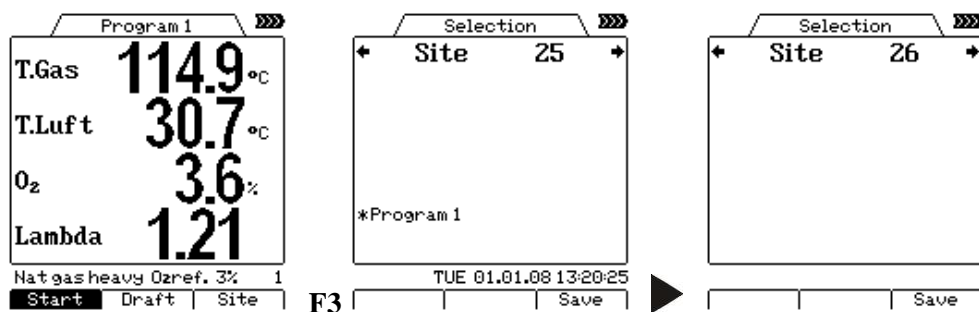 Program 1
T.Gas 114.9 °C
T.Luft 30.7 °C
O₂ 3.6 %
Lambda 1.21
Nat gas heavy O2ref. 3% 1
Start Draft Site
F3
Selection
Site 25
*Program 1
TUE 01.01.08 13:20:25
Save
Selection
Site 26
Save